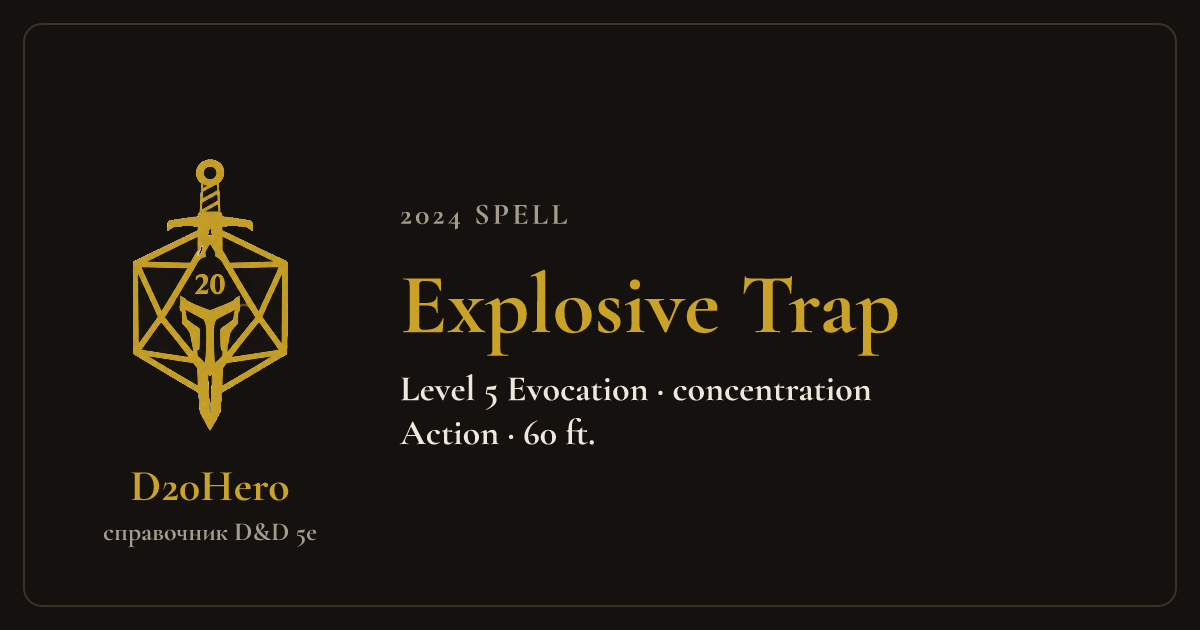 20
D20Hero
справочник D&D 5e
2024 SPELL
Explosive Trap
Level 5 Evocation · concentration
Action · 60 ft.